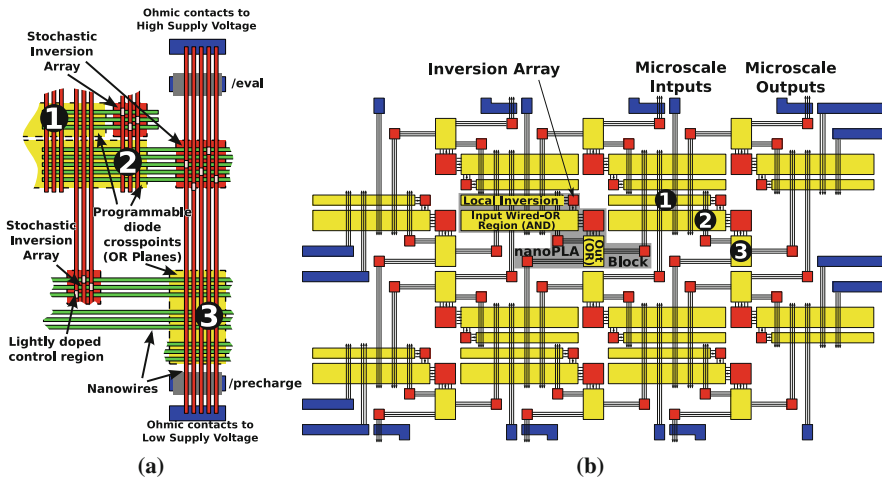 Ohmic contacts to
High Supply Voltage
Stochastic
Inversion
Array
/eval
1
2
Stochastic
Inversion
Array
Programmable
diode
crosspoints
(OR Planes)
3
Lightly doped
control region
Nanowires
/precharge
Ohmic contacts to
Low Supply Voltage
(a)
Inversion Array
Microscale
Intputs
Microscale
Outputs
Local Inversion
1
Input Wired-OR
Region (AND)
2
nanoPLA
Block
Out
(OR)
3
(b)